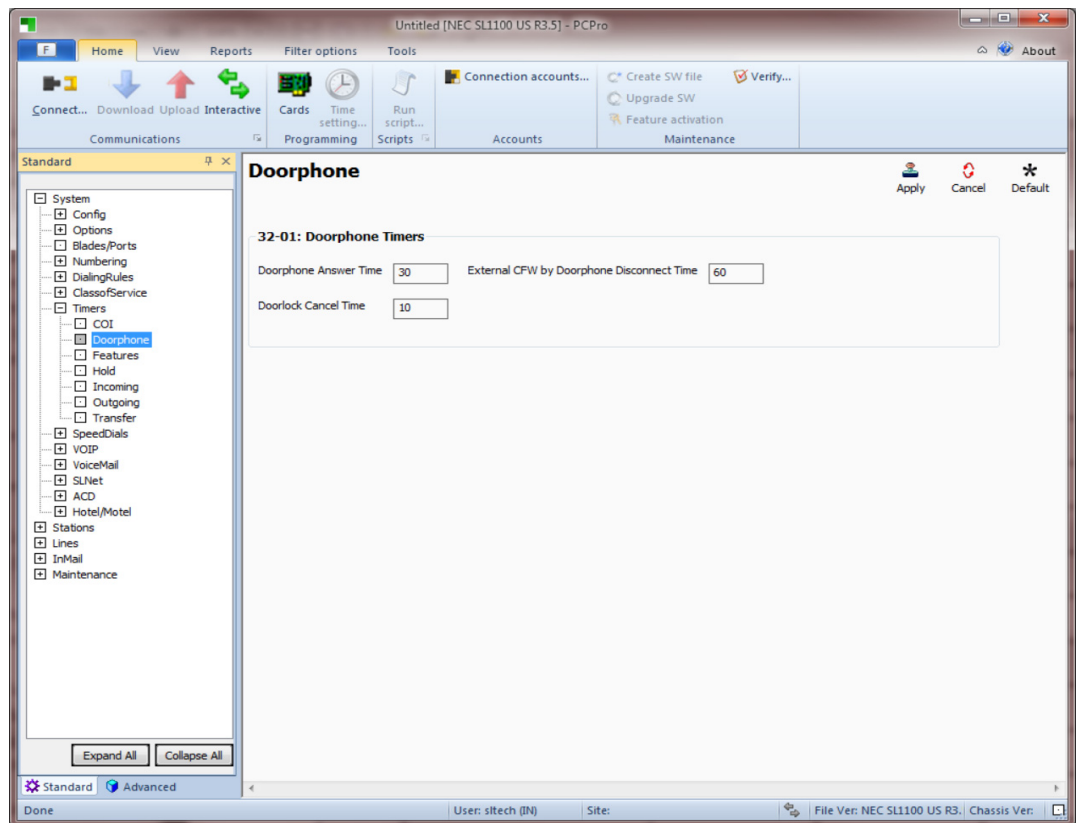 Untitled [NEC SL1100 US R3.5] - PCPro
F Home View Reports Filter options Tools About
Connect... Download Upload Interactive
Communications
Cards Time setting...
Programming
Run script...
Scripts
Connection accounts...
Accounts
Create SW file Verify...
Upgrade SW
Feature activation
Maintenance
Standard
System
Config
Options
Blades/Ports
Numbering
DialingRules
ClassofService
Timers
COI
Doorphone
Features
Hold
Incoming
Outgoing
Transfer
SpeedDials
VOIP
VoiceMail
SLNet
ACD
Hotel/Motel
Stations
Lines
InMail
Maintenance
Expand All Collapse All
Standard Advanced
Doorphone
Apply Cancel Default
32-01: Doorphone Timers
Doorphone Answer Time 30 External CFW by Doorphone Disconnect Time 60
Doorlock Cancel Time 10
Done User: sltech (IN) Site: File Ver: NEC SL1100 US R3. Chassis Ver: